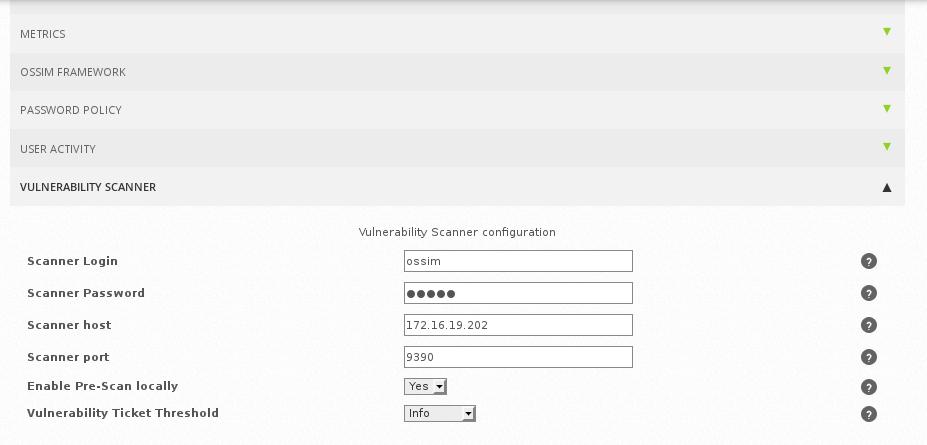 METRICS
OSSIM FRAMEWORK
PASSWORD POLICY
USER ACTIVITY
VULNERABILITY SCANNER
Vulnerability Scanner configuration
Scanner Login ossim ?
Scanner Password ●●●●● ?
Scanner host 172.16.19.202 ?
Scanner port 9390 ?
Enable Pre-Scan locally Yes ?
Vulnerability Ticket Threshold Info ?